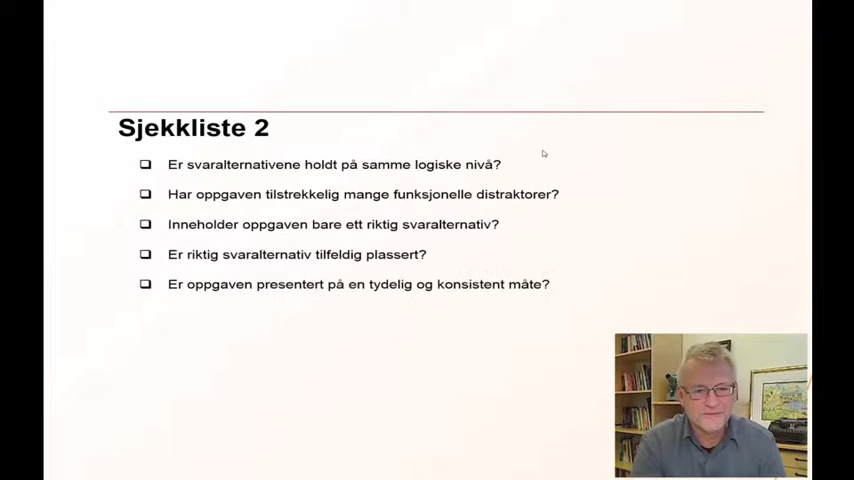 Sjekkliste 2
Er svaralternativene holdt på samme logiske nivå?
Har oppgaven tilstrekkelig mange funksjonelle distraktorer?
Inneholder oppgaven bare ett riktig svaralternativ?
Er riktig svaralternativ tilfeldig plassert?
Er oppgaven presentert på en tydelig og konsistent måte?